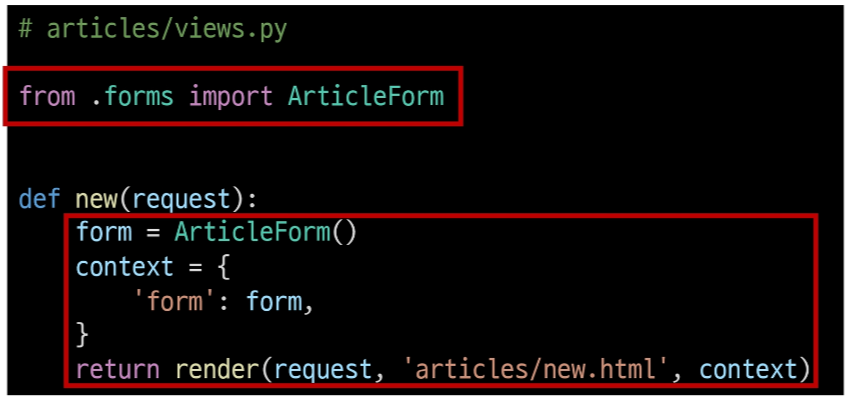 # articles/views.py
from .forms import ArticleForm
def new(request):
    form = ArticleForm()
    context = {
        'form': form,
    }
    return render(request, 'articles/new.html', context)